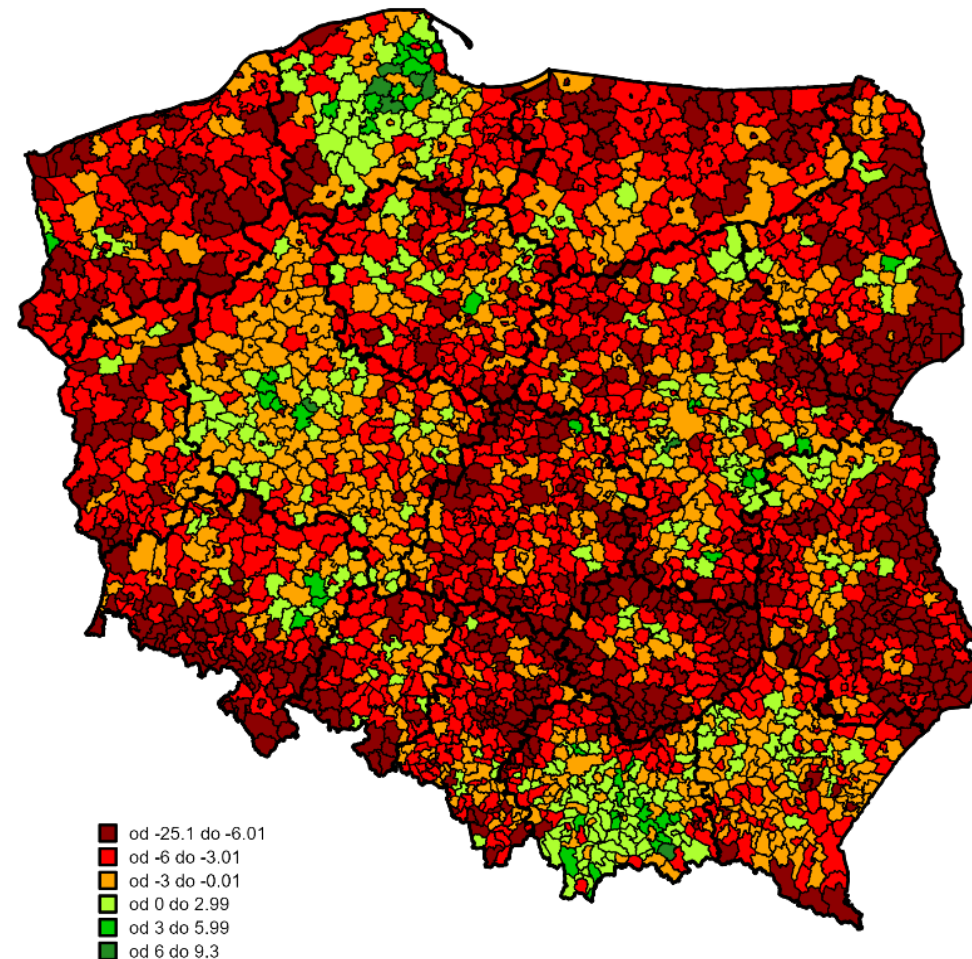 od -25.1 do -6.01
od -6 do -3.01
od -3 do -0.01
od 0 do 2.99
od 3 do 5.99
od 6 do 9.3